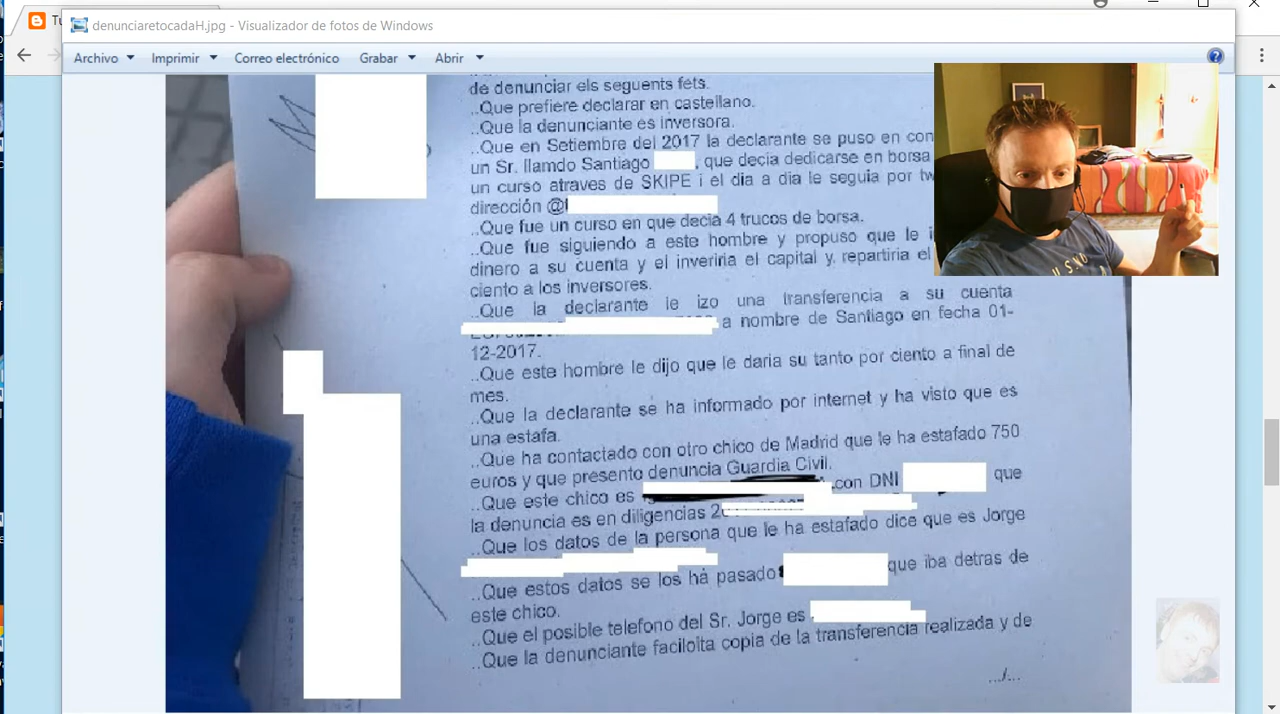 Tu
denunciaretocadaH.jpg - Visualizador de fotos de Windows
Archivo Imprimir Correo electrónico Grabar Abrir
de denunciar els seguents fets.
..Que prefiere declarar en castellano.
..Que la denunciante es inversora.
..Que en Setiembre del 2017 la declarante se puso en con
un Sr. llamdo Santiago , que decia dedicarse en borsa
un curso atraves de SKIPE i el dia a dia le seguia por tw
dirección @
..Que fue un curso en que decia 4 trucos de borsa.
..Que fue siguiendo a este hombre y propuso que le i
dinero a su cuenta y el inveriria el capital y. repartiria el
ciento a los inversores.
..Que la declarante le izo una transferencia a su cuenta
a nombre de Santiago en fecha 01-
12-2017.
..Que este hombre le dijo que le daria su tanto por ciento a final de
mes.
..Que la declarante se ha informado por internet y ha visto que es
una estafa.
..Que ha contactado con otro chico de Madrid que le ha estafado 750
euros y que presento denuncia Guardia Civil.
..Que este chico es con DNI que
la denuncia es en diligencias 2
..Que los datos de la persona que le ha estafado dice que es Jorge
..Que estos datos se los ha pasado que iba detras de
este chico.
..Que el posible telefono del Sr. Jorge es
..Que la denunciante faciloita copia de la transferencia realizada y de
../...
U.S.N